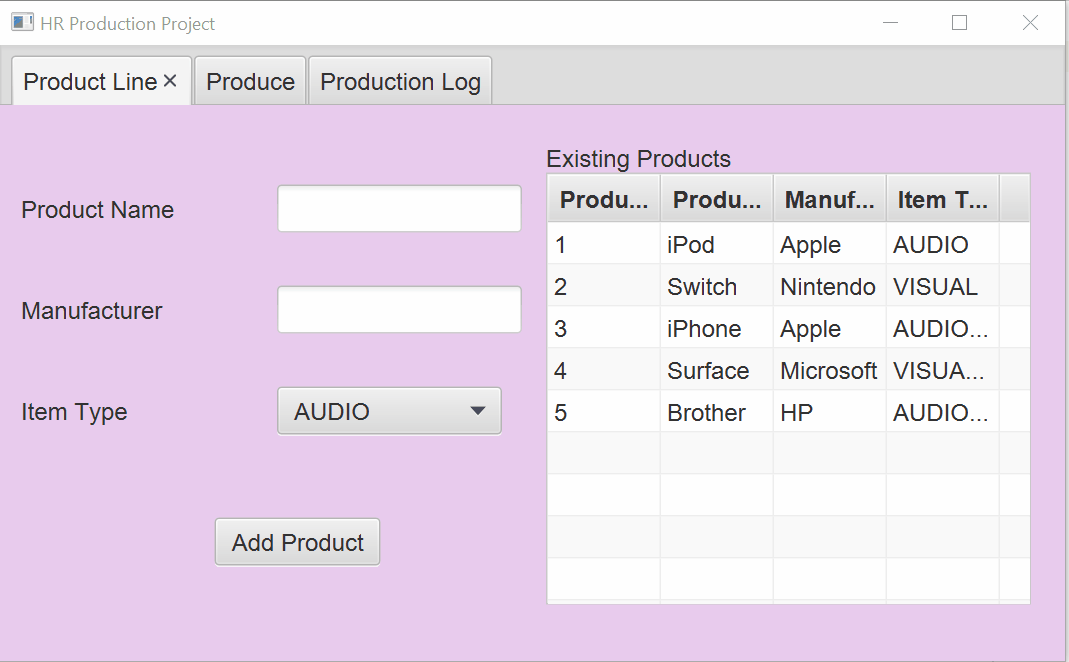 HR Production Project
Product Line ✕ Produce Production Log
Existing Products
Product Name
Manufacturer
Item Type
AUDIO
Add Product
Produ... Produ... Manuf... Item T...
1 iPod Apple AUDIO
2 Switch Nintendo VISUAL
3 iPhone Apple AUDIO...
4 Surface Microsoft VISUA...
5 Brother HP AUDIO...